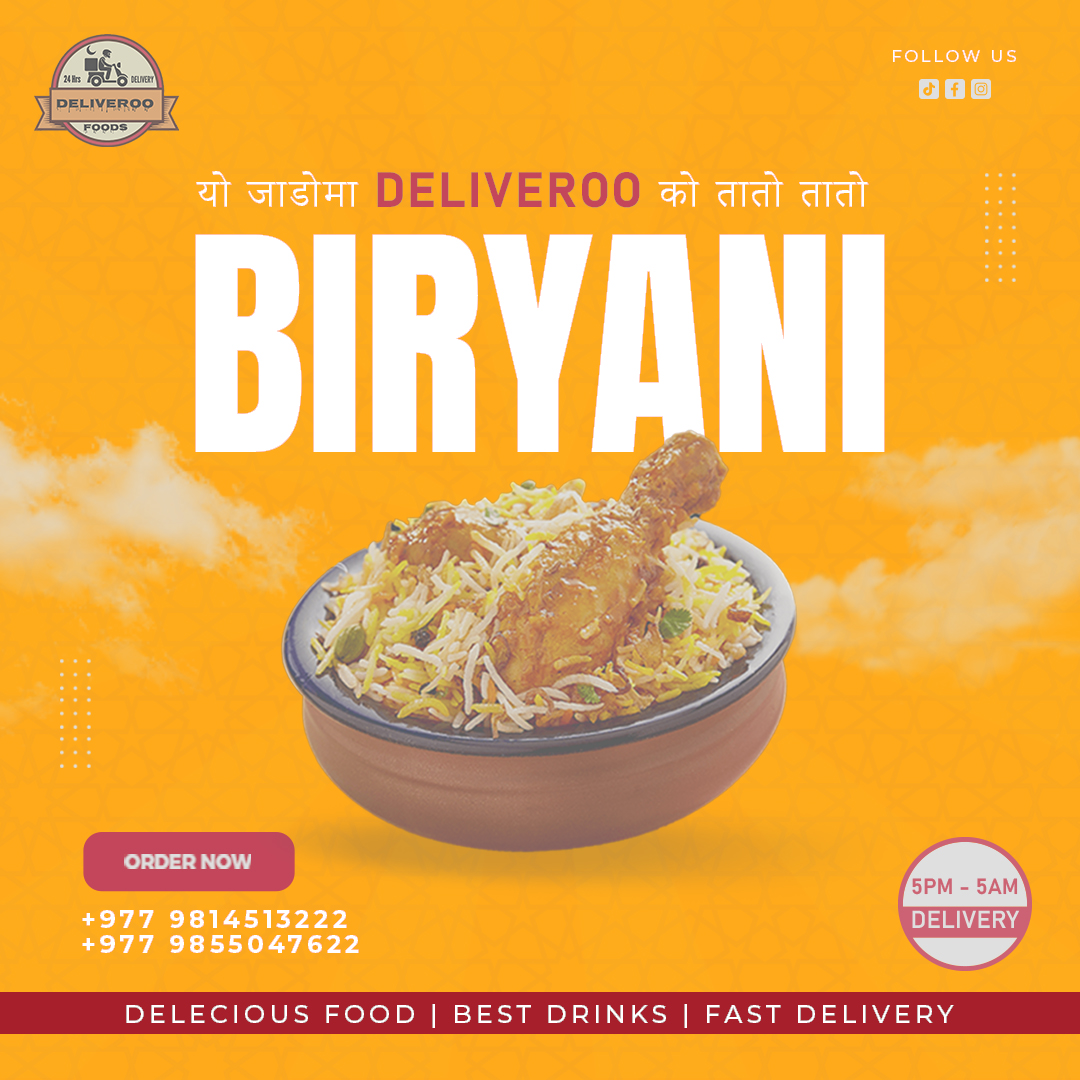 24 Hrs DELIVERY
DELIVEROO
FOODS
FOLLOW US
यो जाडोमा DELIVEROO को तातो तातो
BIRYANI
ORDER NOW
+977 9814513222
+977 9855047622
5PM - 5AM
DELIVERY
DELECIOUS FOOD | BEST DRINKS | FAST DELIVERY